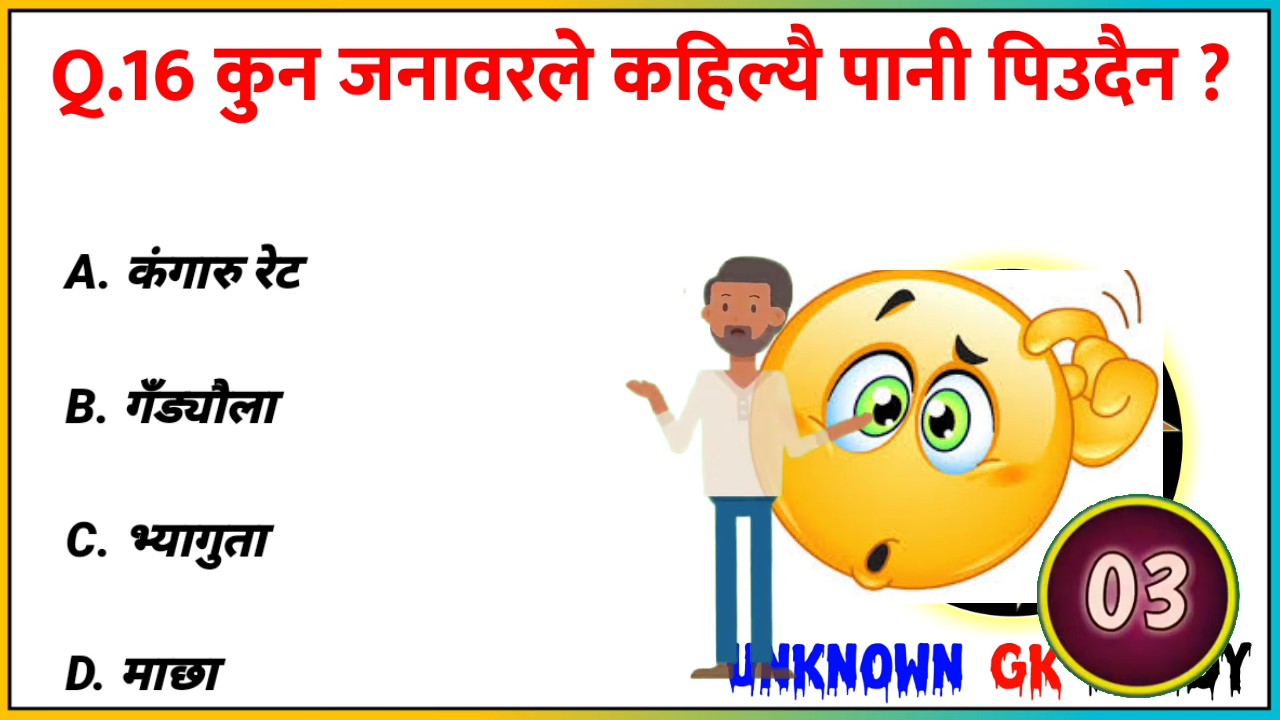 Q.16 कुन जनावरले कहिल्यै पानी पिउदैन ?
A. कंगारु रेट
B. गँड्यौला
C. भ्यागुता
D. माछा
03
UNKNOWN GK